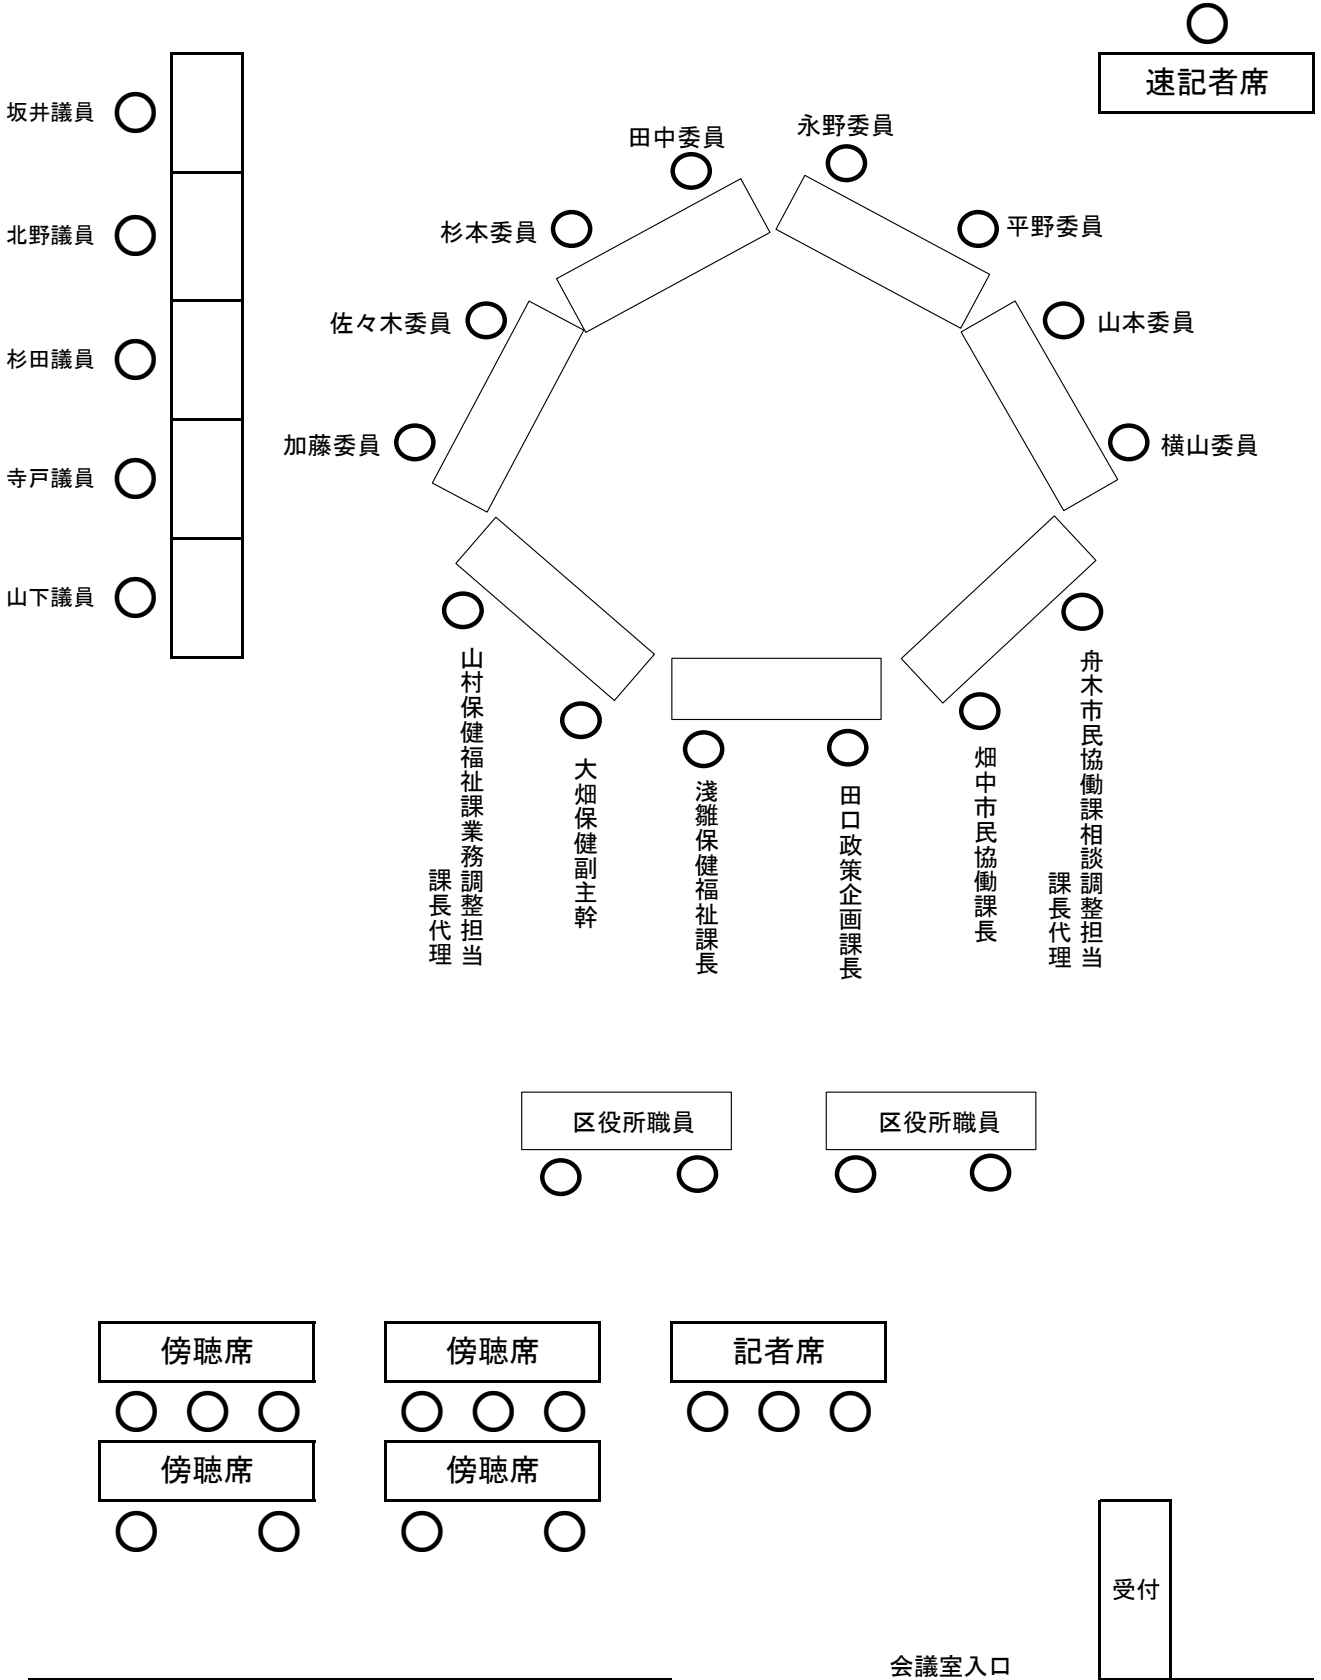 速記者席
坂井議員
北野議員
杉田議員
寺戸議員
山下議員
田中委員
永野委員
杉本委員
平野委員
佐々木委員
山本委員
加藤委員
横山委員
山村保健福祉課業務調整担当
課長代理
大畑保健副主幹
淺雛保健福祉課長
田口政策企画課長
畑中市民協働課長
舟木市民協働課相談調整担当
課長代理
区役所職員
区役所職員
傍聴席
傍聴席
記者席
傍聴席
傍聴席
受付
会議室入口